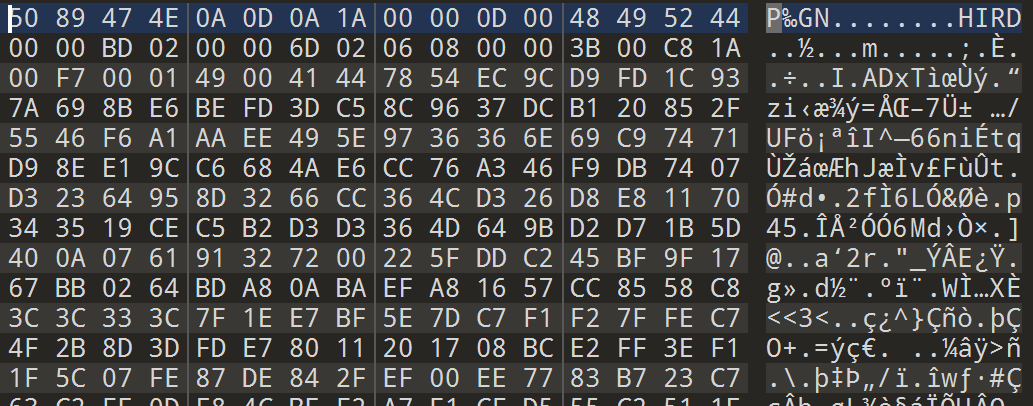 50 89 47 4E 0A 0D 0A 1A 00 00 0D 00 48 49 52 44 P‰GN........HIRD
00 00 BD 02 00 00 6D 02 06 08 00 00 3B 00 C8 1A ..½...m.....;.È.
00 F7 00 01 49 00 41 44 78 54 EC 9C D9 FD 1C 93 .÷..I.ADxTìœÙý.“
7A 69 8B E6 BE FD 3D C5 8C 96 37 DC B1 20 85 2F zi‹æ¾ý=ÅŒ–7Ü± …/
55 46 F6 A1 AA EE 49 5E 97 36 36 6E 69 C9 74 71 UFö¡ªîI^—66niÉtq
D9 8E E1 9C C6 68 4A E6 CC 76 A3 46 F9 DB 74 07 ÙŽáœÆhJæÌv£FùÛt.
D3 23 64 95 8D 32 66 CC 36 4C D3 26 D8 E8 11 70 Ó#d•.2fÌ6LÓ&Øè.p
34 35 19 CE C5 B2 D3 D3 36 4D 64 9B D2 D7 1B 5D 45.ÎÅ²ÓÓ6Md›Ò×.]
40 0A 07 61 91 32 72 00 22 5F DD C2 45 BF 9F 17 @..a‘2r."_ÝÂE¿Ÿ.
67 BB 02 64 BD A8 0A BA EF A8 16 57 CC 85 58 C8 g».d½¨.ºï¨.WÌ…XÈ
3C 3C 33 3C 7F 1E E7 BF 5E 7D C7 F1 F2 7F FE C7 <<3<..ç¿^}Çñò.þÇ
4F 2B 8D 3D FD E7 80 11 20 17 08 BC E2 FF 3E F1 O+.=ýç€. ..¼âÿ>ñ
1F 5C 07 FE 87 DE 84 2F EF 00 EE 77 83 B7 23 C7 .\.þ‡Þ„/ï.îwƒ·#Ç